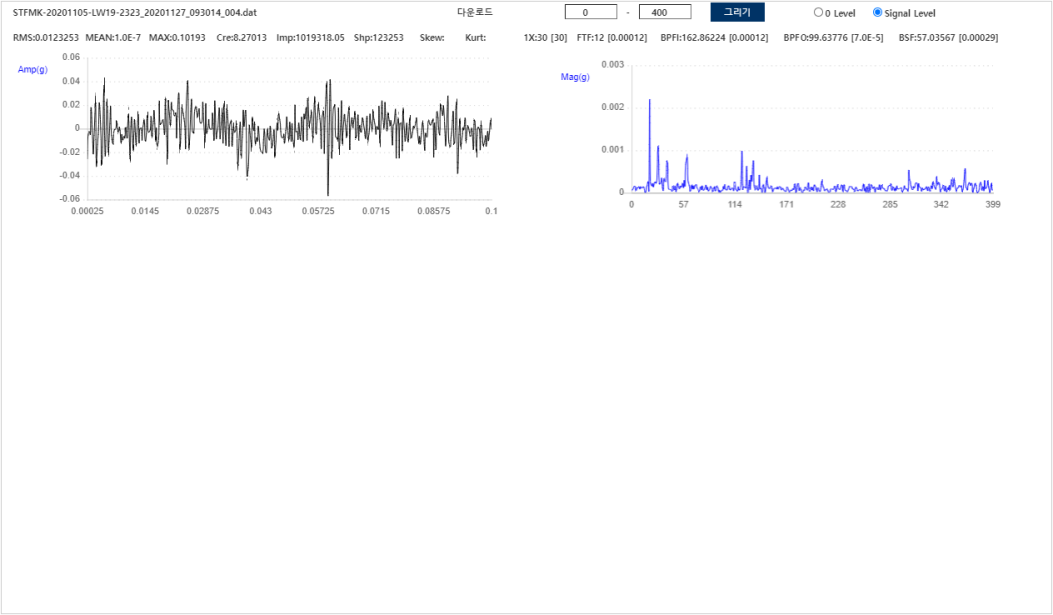 STFMK-20201105-LW19-2323_20201127_093014_004.dat 다운로드 0 - 400 그리기 0 Level Signal Level
RMS:0.0123253 MEAN:1.0E-7 MAX:0.10193 Cre:8.27013 Imp:1019318.05 Shp:123253 Skew: Kurt: 1X:30 [30] FTF:12 [0.00012] BPFI:162.86224 [0.00012] BPFO:99.63776 [7.0E-5] BSF:57.03567 [0.00029]
Amp(g)
0.06
0.04
0.02
0
-0.02
-0.04
-0.06
0.00025 0.0145 0.02875 0.043 0.05725 0.0715 0.08575 0.1
Mag(g)
0.003
0.002
0.001
0
0 57 114 171 228 285 342 399